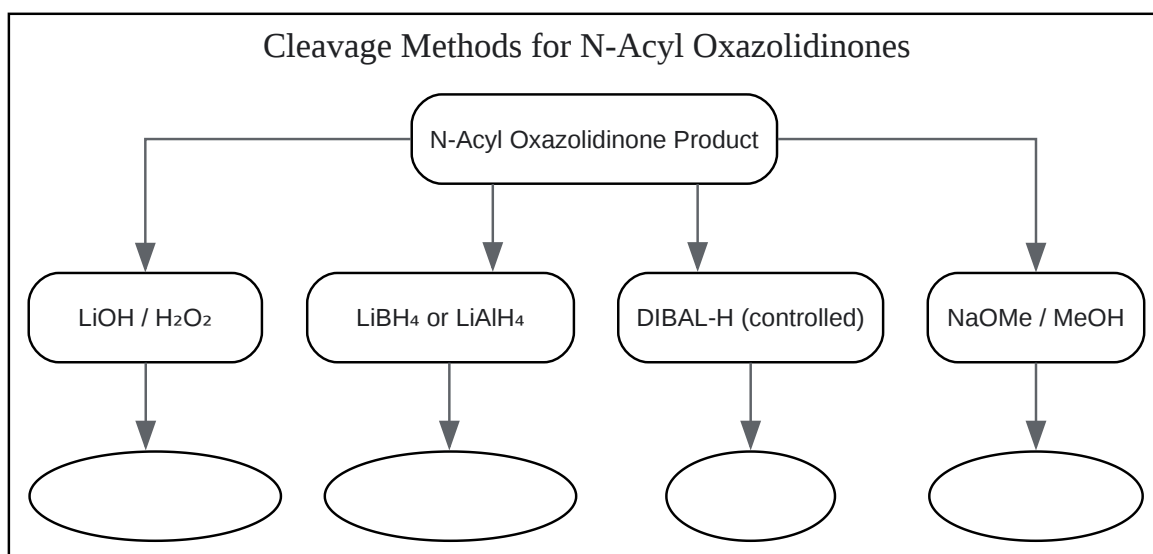 Cleavage Methods for N-Acyl Oxazolidinones
N-Acyl Oxazolidinone Product
LiOH / H₂O₂
LiBH₄ or LiAlH₄
DIBAL-H (controlled)
NaOMe / MeOH